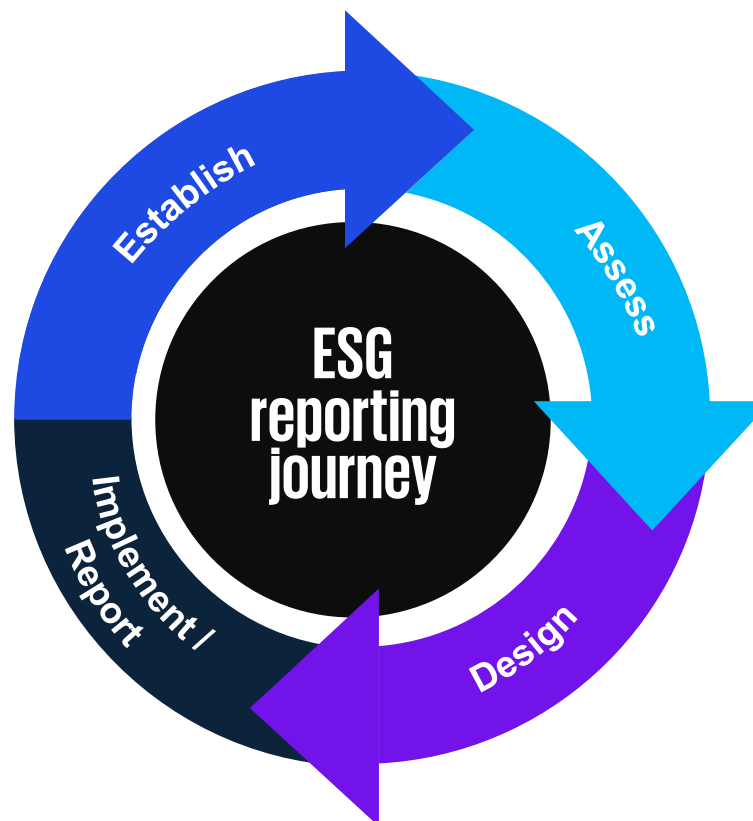 ESG
reporting
journey
Establish
Assess
Design
Implement /
Report